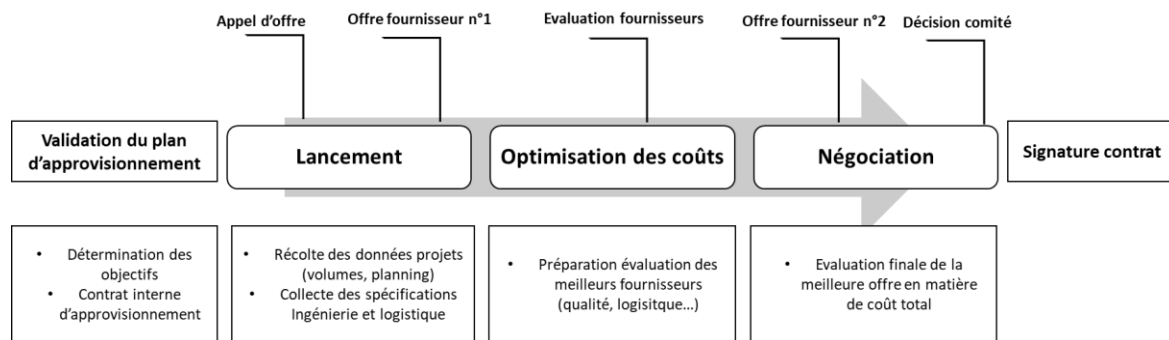 Appel d'offre
Offre fournisseur n°1
Evaluation fournisseurs
Offre fournisseur n°2
Décision comité
Validation du plan
d'approvisionnement
Lancement
Optimisation des coûts
Négociation
Signature contrat
• Détermination des
objectifs
• Contrat interne
d'approvisionnement
• Récolte des données projets
(volumes, planning)
• Collecte des spécifications
Ingénierie et logistique
• Préparation évaluation des
meilleurs fournisseurs
(qualité, logisitque...)
• Evaluation finale de la
meilleure offre en matière
de coût total